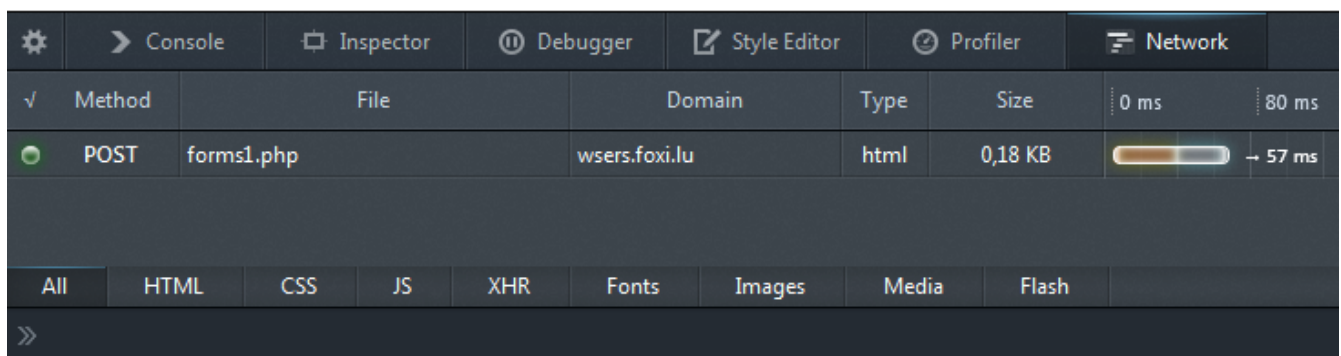 Console Inspector Debugger Style Editor Profiler Network
√ Method File Domain Type Size 0 ms 80 ms
POST forms1.php wsers.foxi.lu html 0,18 KB → 57 ms
All HTML CSS JS XHR Fonts Images Media Flash
»